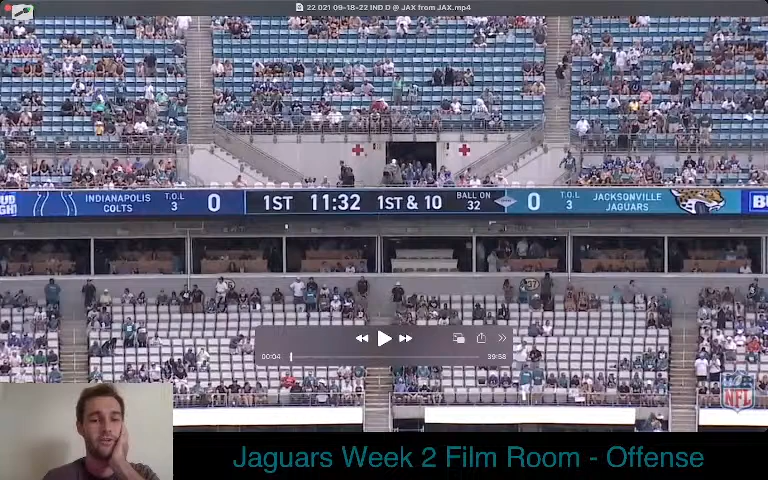 22 021 09-18-22 IND D @ JAX from JAX.mp4
INDIANAPOLIS
COLTS
T.O.L
3
0
1ST 11:32 1ST & 10
BALL ON
32
0
T.O.L
3
JACKSONVILLE
JAGUARS
00:04
39:58
NFL
Jaguars Week 2 Film Room - Offense